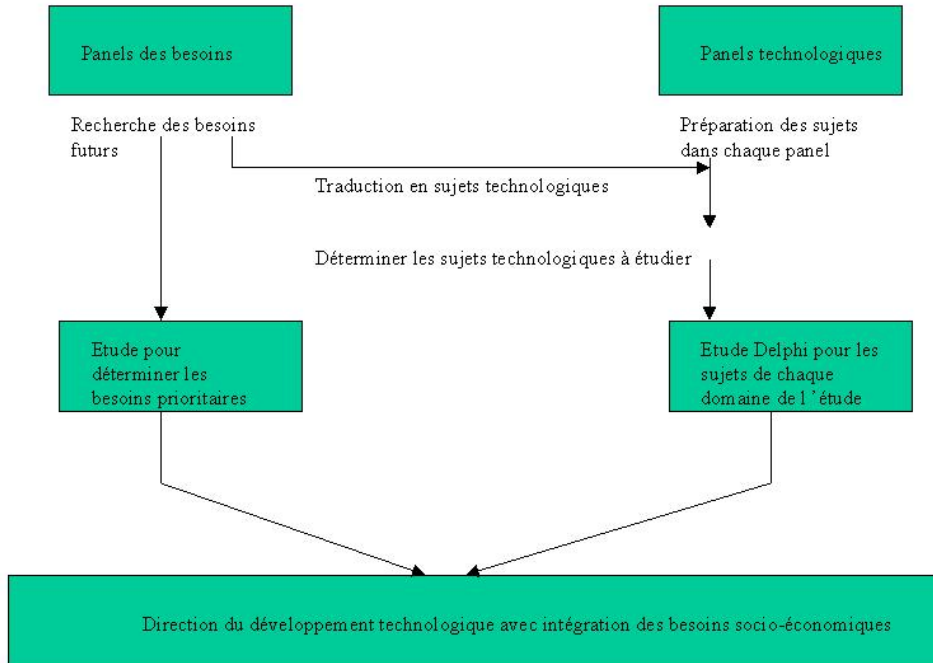 Panels des besoins
Panels technologiques
Recherche des besoins
futurs
Préparation des sujets
dans chaque panel
Traduction en sujets technologiques
Déterminer les sujets technologiques à étudier
Etude pour
déterminer les
besoins prioritaires
Etude Delphi pour les
sujets de chaque
domaine de l'étude
Direction du développement technologique avec intégration des besoins socio-économiques